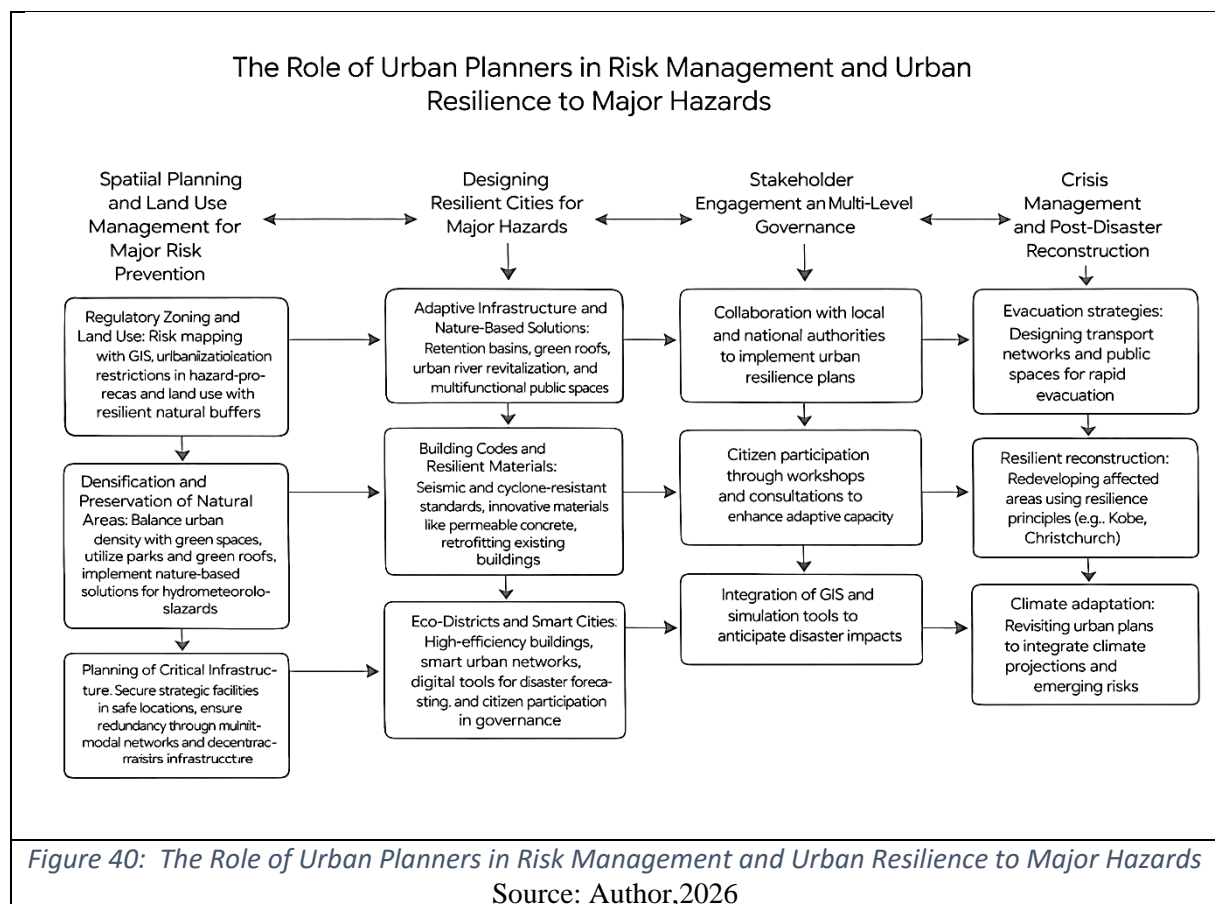 The Role of Urban Planners in Risk Management and Urban
Resilience to Major Hazards
Spatiial Planning
and Land Use
Management for
Major Risk
Prevention
Designing
Resilient Cities for
Major Hazards
Stakeholder
Engagement an Multi-Level
Governance
Crisis
Management
and Post-Disaster
Reconstruction
Regulatory Zoning and
Land Use: Risk mapping
with GIS,
restrictions in hazard-pro-
recas and land use with
resilient natural buffers
Densification and
Preservation of Natural
Areas: Balance urban
density with green spaces,
utilize parks and green roofs,
implement nature-based
solutions for hydrometeorolo-
slazards
Planning of Critical Infrastruc-
ture. Secure strategic facilities
in safe locations, ensure
redundancy through
modal networks and
Adaptive Infrastructure and
Nature-Based Solutions:
Retention basins, green roofs,
urban river revitalization, and
multifunctional public spaces
Building Codes and
Resilient Materials:
Seismic and cyclone-resistant
standards, innovative materials
like permeable concrete,
retrofitting existing
buildings
Eco-Districts and Smart Cities:
High-efficiency buildings,
smart urban networks,
digital tools for disaster foreca-
sting, and citizen participation
in governance
Collaboration with local
and national authorities
to implement urban
resilience plans
Citizen participation
through workshops
and consultations to
enhance adaptive capacity
Integration of GIS and
simulation tools to
anticipate disaster impacts
Evacuation strategies:
Designing transport
networks and public
spaces for rapid
evacuation
Resilient reconstruction:
Redeveloping affected
areas using resilience
principles (e.g.. Kobe,
Christchurch)
Climate adaptation:
Revisiting urban plans
to integrate climate
projections and
emerging risks
Figure 40: The Role of Urban Planners in Risk Management and Urban Resilience to Major Hazards
Source: Author,2026